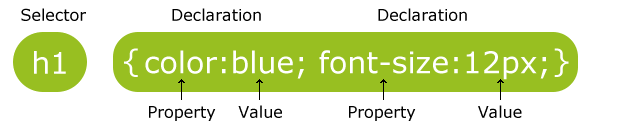 Selector Declaration Declaration
h1 {color:blue; font-size:12px;}
Property Value Property Value